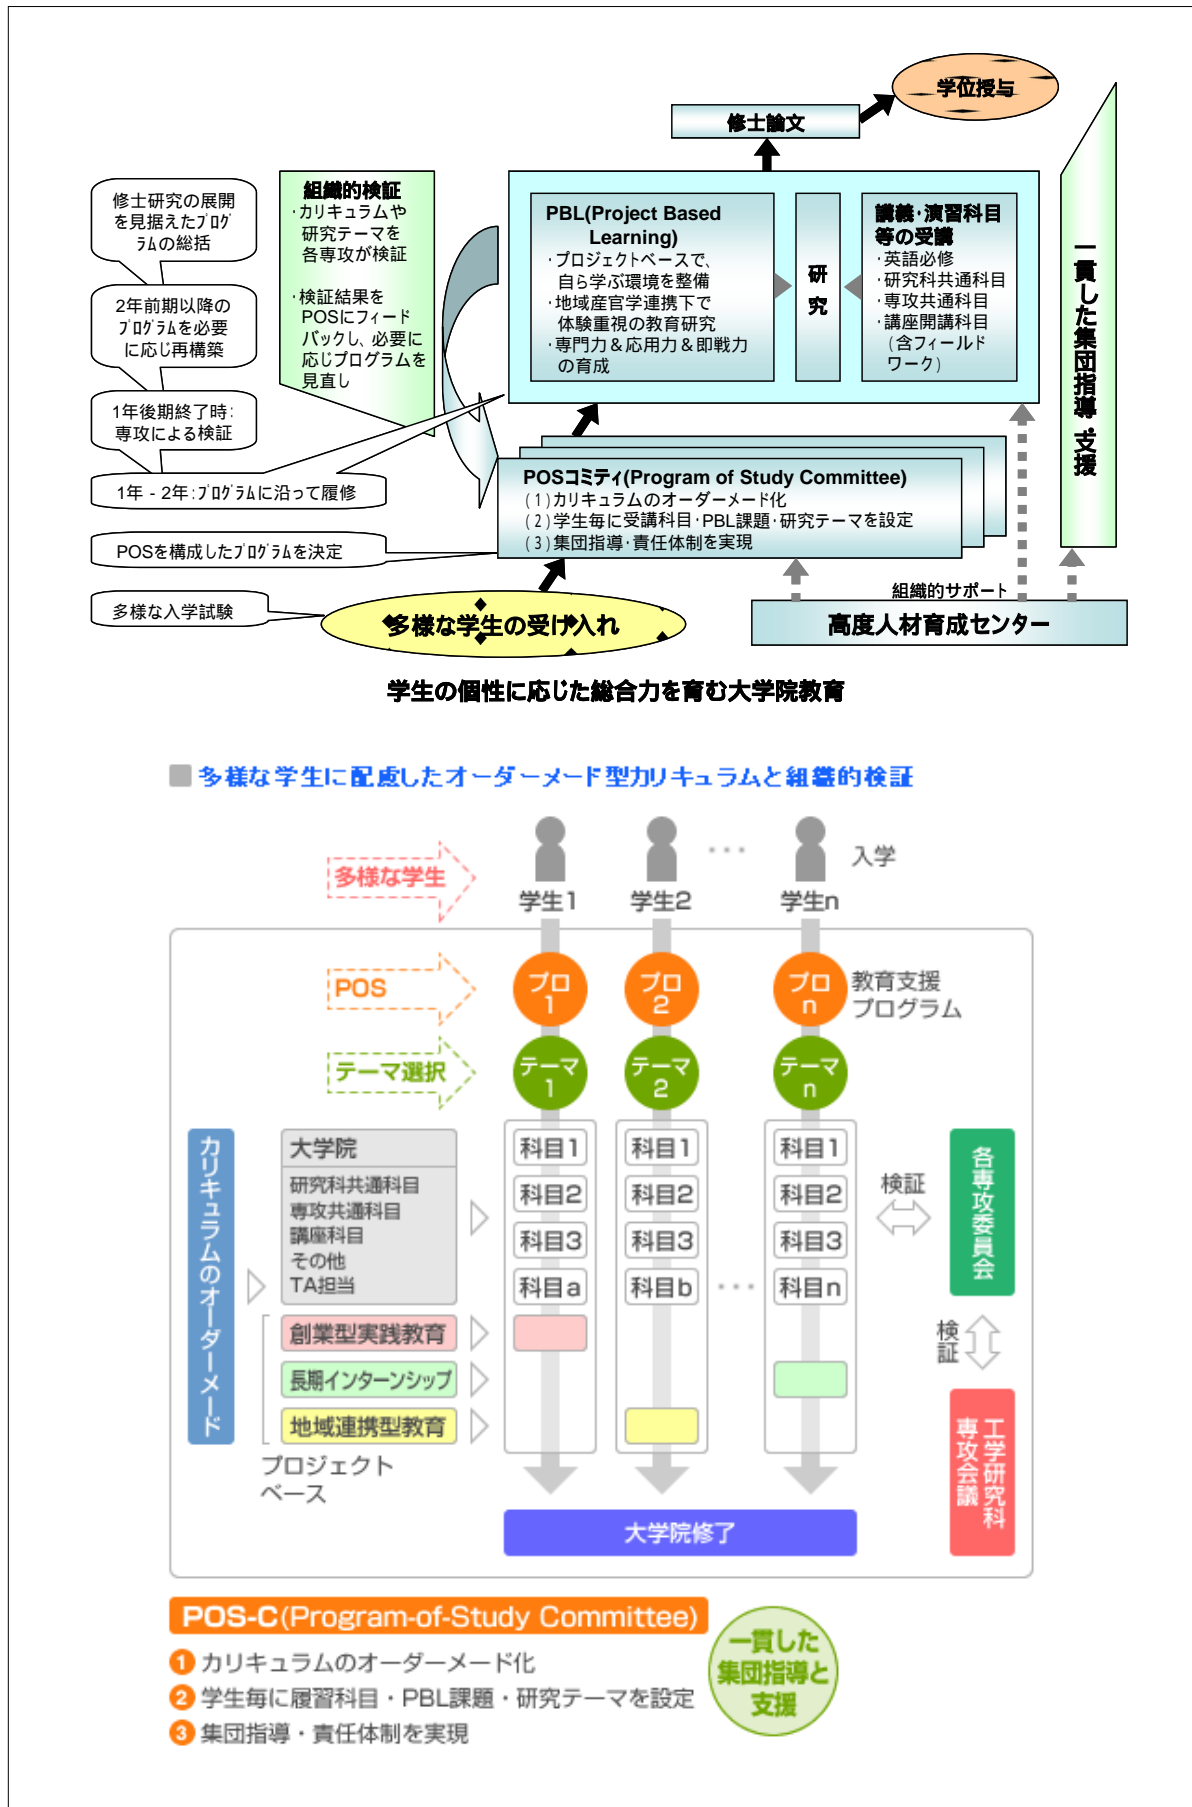 学位授与
修士論文
修士研究の展開
を見据えたプログ
ラムの総括
2年前期以降の
プログラムを必要
に応じ再構築
1年後期終了時:
専攻による検証
1年 - 2年:プログラムに沿って履修
POSを構成したプログラムを決定
多様な入学試験
組織的検証
・カリキュラムや
研究テーマを
各専攻が検証
・検証結果を
POSにフィード
バックし、必要に
応じプログラムを
見直し
PBL(Project Based
Learning)
・プロジェクトベースで、
自ら学ぶ環境を整備
・地域産官学連携下で
体験重視の教育研究
・専門力&応用力&即戦力
の育成
研
究
講義・演習科目
等の受講
・英語必修
・研究科共通科目
・専攻共通科目
・講座開講科目
(含フィールド
ワーク)
一貫した集団指導・支援
POSコミティ(Program of Study Committee)
(1)カリキュラムのオーダーメード化
(2)学生毎に受講科目・PBL課題・研究テーマを設定
(3)集団指導・責任体制を実現
組織的サポート
多様な学生の受け入れ
高度人材育成センター
学生の個性に応じた総合力を育む大学院教育
■多様な学生に配慮したオーダーメード型カリキュラムと組織的検証
多様な学生
学生1
学生2
…
学生n
入学
POS
プロ
1
プロ
2
プロ
n
教育支援
プログラム
テーマ選択
テーマ
1
テーマ
2
テーマ
n
カリキュラムのオーダーメード
大学院
研究科共通科目
専攻共通科目
講座科目
その他
TA担当
創業型実践教育
長期インターンシップ
地域連携型教育
プロジェクト
ベース
科目1
科目2
科目3
科目a
科目1
科目2
科目3
科目b
…
科目1
科目2
科目3
科目n
検証
各専攻委員会
検
証
工学研究科
専攻会議
大学院修了
POS-C(Program-of-Study Committee)
1 カリキュラムのオーダーメード化
2 学生毎に履習科目・PBL課題・研究テーマを設定
3 集団指導・責任体制を実現
一貫した
集団指導と
支援